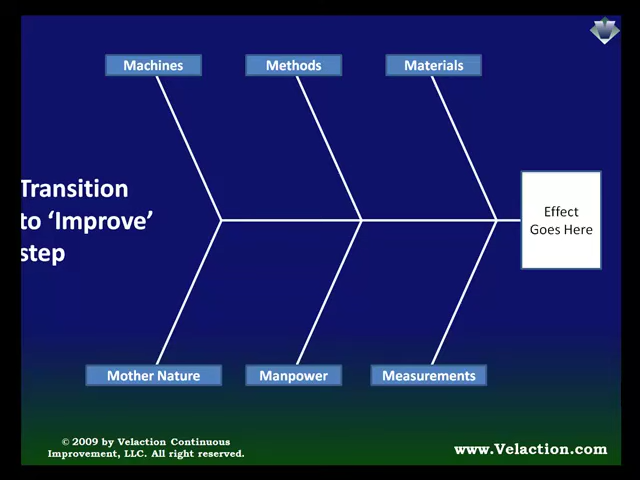 Machines
Methods
Materials
Transition
to ‘Improve’
step
Effect
Goes Here
Mother Nature
Manpower
Measurements
© 2009 by Velaction Continuous
Improvement, LLC. All right reserved.
www.Velaction.com